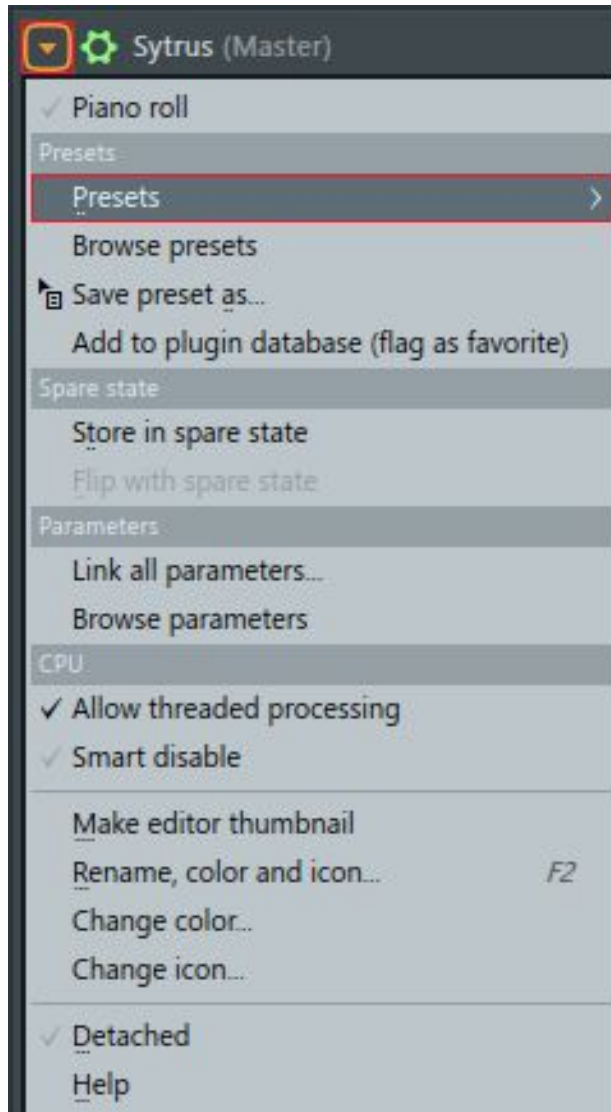 Sytrus (Master)
Piano roll
Presets
Presets
Browse presets
Save preset as...
Add to plugin database (flag as favorite)
Spare state
Store in spare state
Flip with spare state
Parameters
Link all parameters...
Browse parameters
CPU
Allow threaded processing
Smart disable
Make editor thumbnail
Rename, color and icon... F2
Change color...
Change icon...
Detached
Help